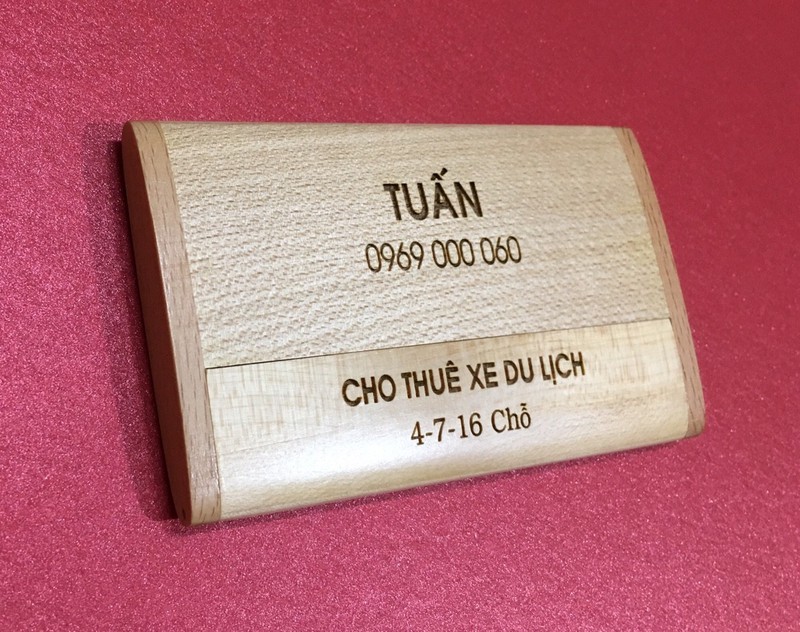 TUẤN
0969 000 060
CHO THUÊ XE DU LỊCH
4-7-16 Chỗ